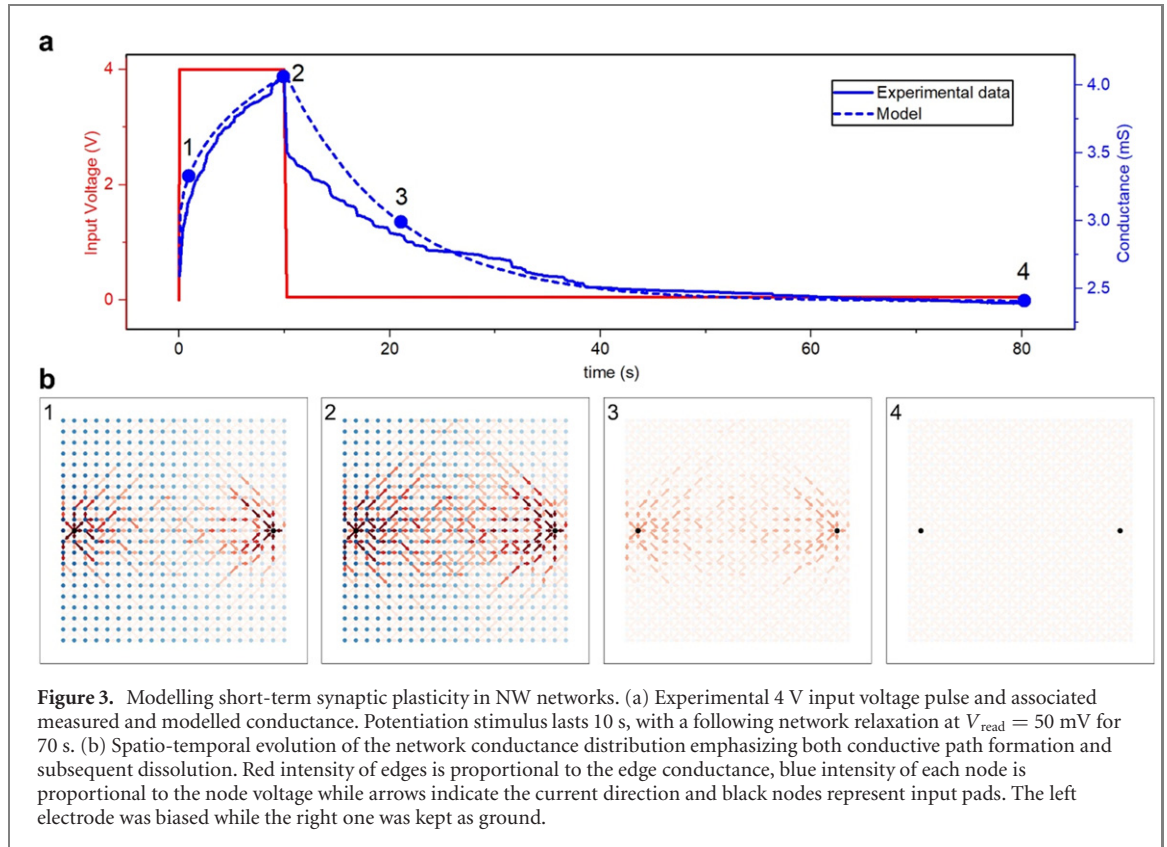 a
4
2
0
Input Voltage (V)
1
2
3
4
Experimental data
Model
4.0
3.5
3.0
2.5
Conductance (mS)
0
20
40
60
80
time (s)
b
1
2
3
4
Figure 3. Modelling short-term synaptic plasticity in NW networks. (a) Experimental 4 V input voltage pulse and associated
measured and modelled conductance. Potentiation stimulus lasts 10 s, with a following network relaxation at Vread = 50 mV for
70 s. (b) Spatio-temporal evolution of the network conductance distribution emphasizing both conductive path formation and
subsequent dissolution. Red intensity of edges is proportional to the edge conductance, blue intensity of each node is
proportional to the node voltage while arrows indicate the current direction and black nodes represent input pads. The left
electrode was biased while the right one was kept as ground.